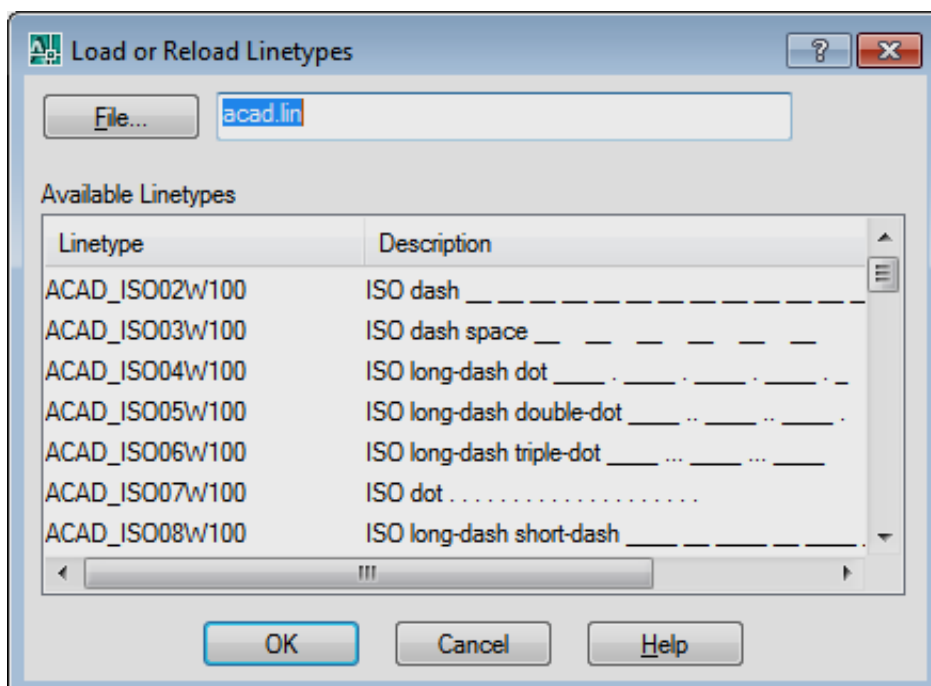 Load or Reload Linetypes
File... acad.lin
Available Linetypes
Linetype Description
ACAD_ISO02W100 ISO dash __ __ __ __ __ __ __ __ __ __ __ __ _
ACAD_ISO03W100 ISO dash space __ __ __ __ __ __
ACAD_ISO04W100 ISO long-dash dot ____ . ____ . ____ . ____ . _
ACAD_ISO05W100 ISO long-dash double-dot ____ .. ____ .. ____ .
ACAD_ISO06W100 ISO long-dash triple-dot ____ ... ____ ... ____
ACAD_ISO07W100 ISO dot . . . . . . . . . . . . . . . . . . . .
ACAD_ISO08W100 ISO long-dash short-dash ____ __ ____ __ ____ .
OK Cancel Help